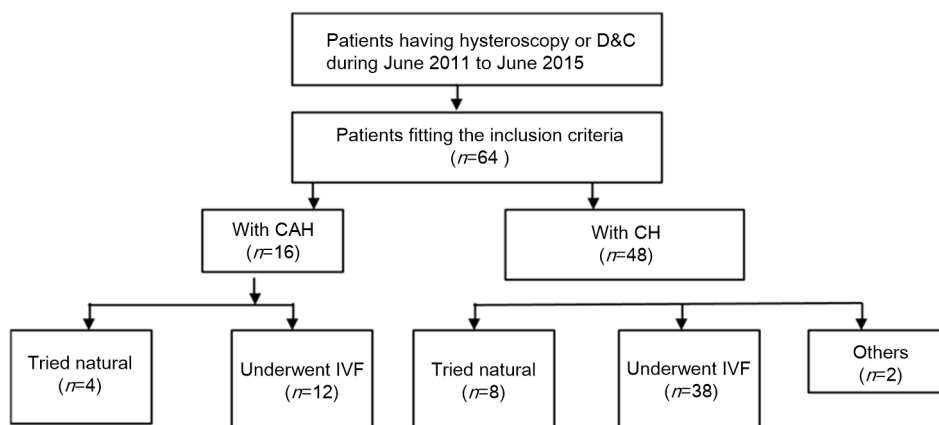 Patients having hysteroscopy or D&C
during June 2011 to June 2015
Patients fitting the inclusion criteria
(n=64 )
With CAH
(n=16)
With CH
(n=48)
Tried natural
(n=4)
Underwent IVF
(n=12)
Tried natural
(n=8)
Underwent IVF
(n=38)
Others
(n=2)